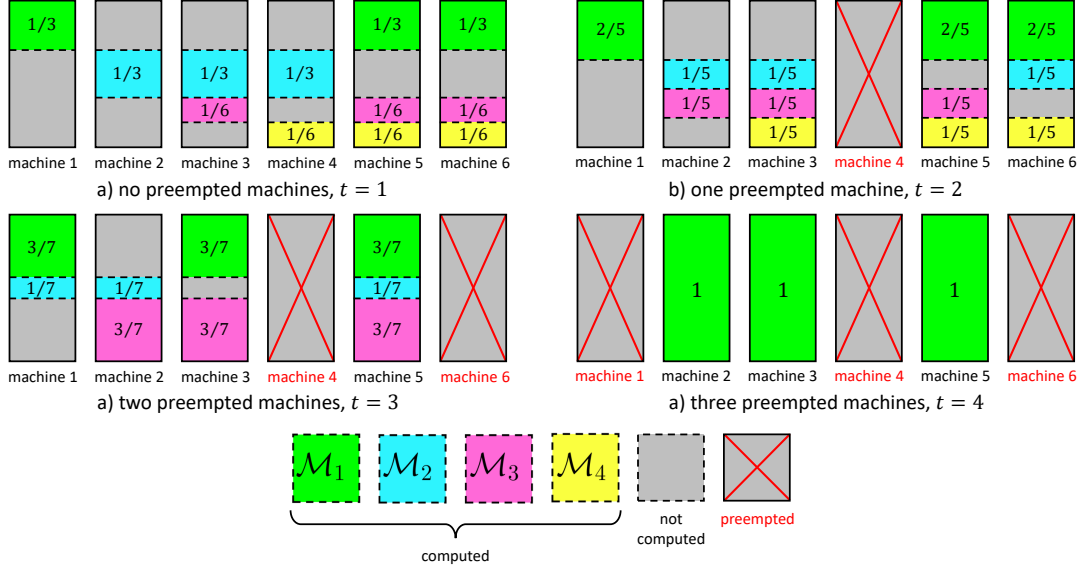 1/3 1/3 1/3 2/5 2/5 2/5
1/3 1/3 1/3 1/5 1/5 1/5
1/6 1/6 1/6 1/5 1/5 1/5
1/6 1/6 1/6 1/5 1/5 1/5
machine 1 machine 2 machine 3 machine 4 machine 5 machine 6 machine 1 machine 2 machine 3 machine 4 machine 5 machine 6
a) no preempted machines, t = 1 b) one preempted machine, t = 2
3/7 3/7 3/7
1/7 1/7 1/7 1 1 1
3/7 3/7 3/7
machine 1 machine 2 machine 3 machine 4 machine 5 machine 6 machine 1 machine 2 machine 3 machine 4 machine 5 machine 6
a) two preempted machines, t = 3 a) three preempted machines, t = 4
ℳ₁ ℳ₂ ℳ₃ ℳ₄
not computed preempted
computed